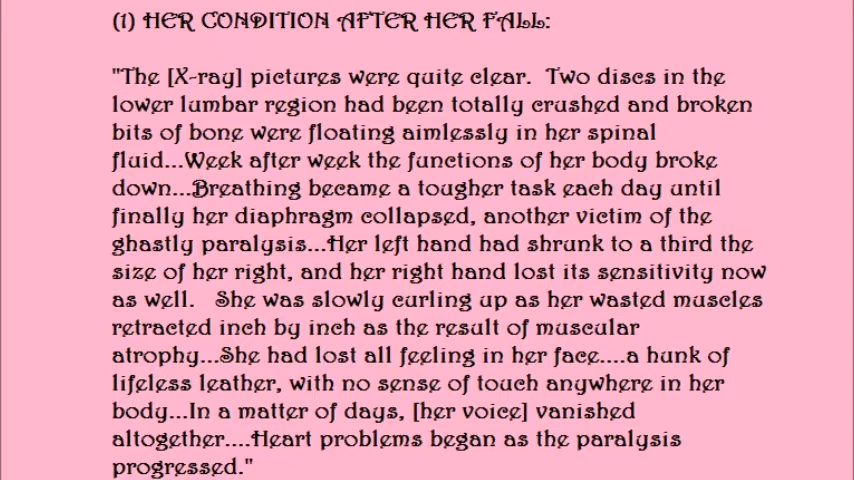 (1) HER CONDITION AFTER HER FALL:
"The [X-ray] pictures were quite clear.  Two discs in the
lower lumbar region had been totally crushed and broken
bits of bone were floating aimlessly in her spinal
fluid...Week after week the functions of her body broke
down...Breathing became a tougher task each day until
finally her diaphragm collapsed, another victim of the
ghastly paralysis...Her left hand had shrunk to a third the
size of her right, and her right hand lost its sensitivity now
as well.   She was slowly curling up as her wasted muscles
retracted inch by inch as the result of muscular
atrophy...She had lost all feeling in her face....a hunk of
lifeless leather, with no sense of touch anywhere in her
body...In a matter of days, [her voice] vanished
altogether....Heart problems began as the paralysis
progressed."